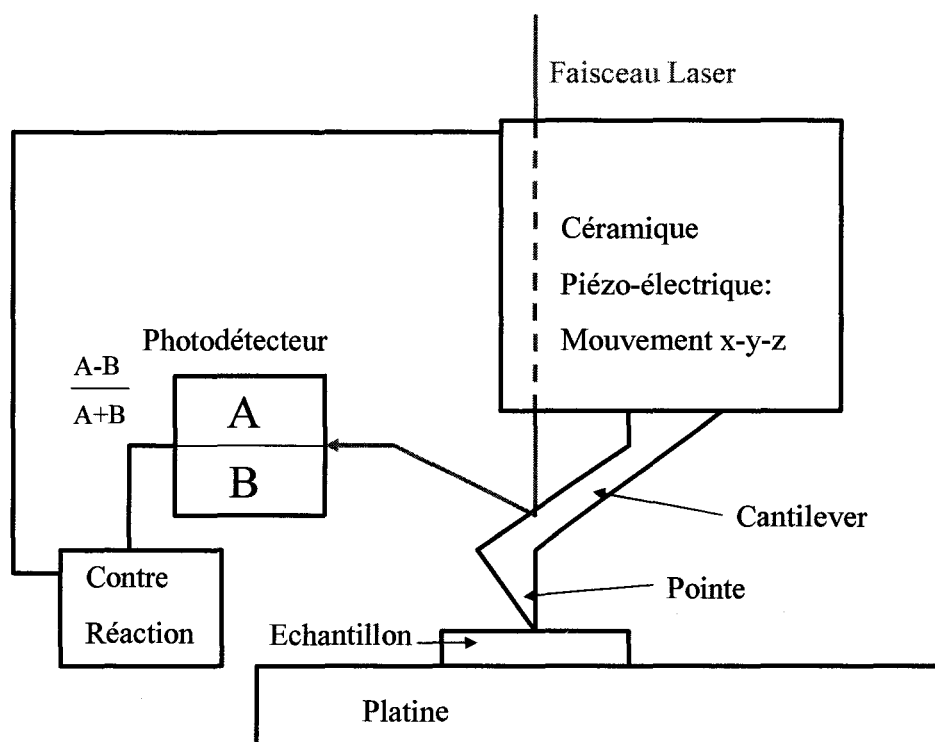 Faisceau Laser
Céramique
Piézo-électrique:
Mouvement x-y-z
Photodétecteur
A-B
A+B
A
B
Cantilever
Contre
Réaction
Pointe
Echantillon
Platine